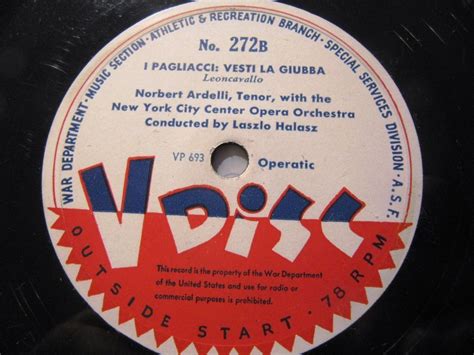 WAR DEPARTMENT · MUSIC SECTION · ATHLETIC & RECREATION BRANCH · SPECIAL SERVICES DIVISION · A.S.F.
No. 272B
I PAGLIACCI: VESTI LA GIUBBA
Leoncavallo
Norbert Ardelli, Tenor, with the
New York City Center Opera Orchestra
Conducted by Laszlo Halasz
VP 693 Operatic
V DISC
This record is the property of the War Department
of the United States and use for radio or
commercial purposes is prohibited.
OUTSIDE START · 78 RPM